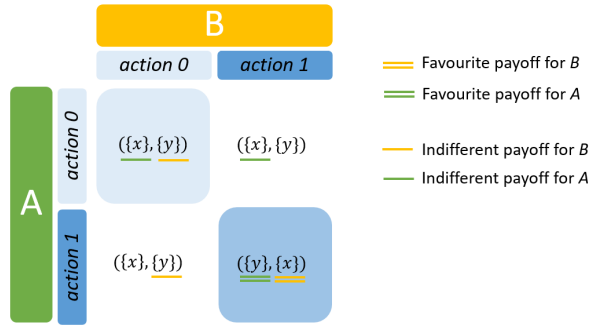 B
action 0
action 1
Favourite payoff for B
Favourite payoff for A
Indifferent payoff for B
Indifferent payoff for A
A
action 0
({x}, {y})
({x}, {y})
action 1
({x}, {y})
({y}, {x})